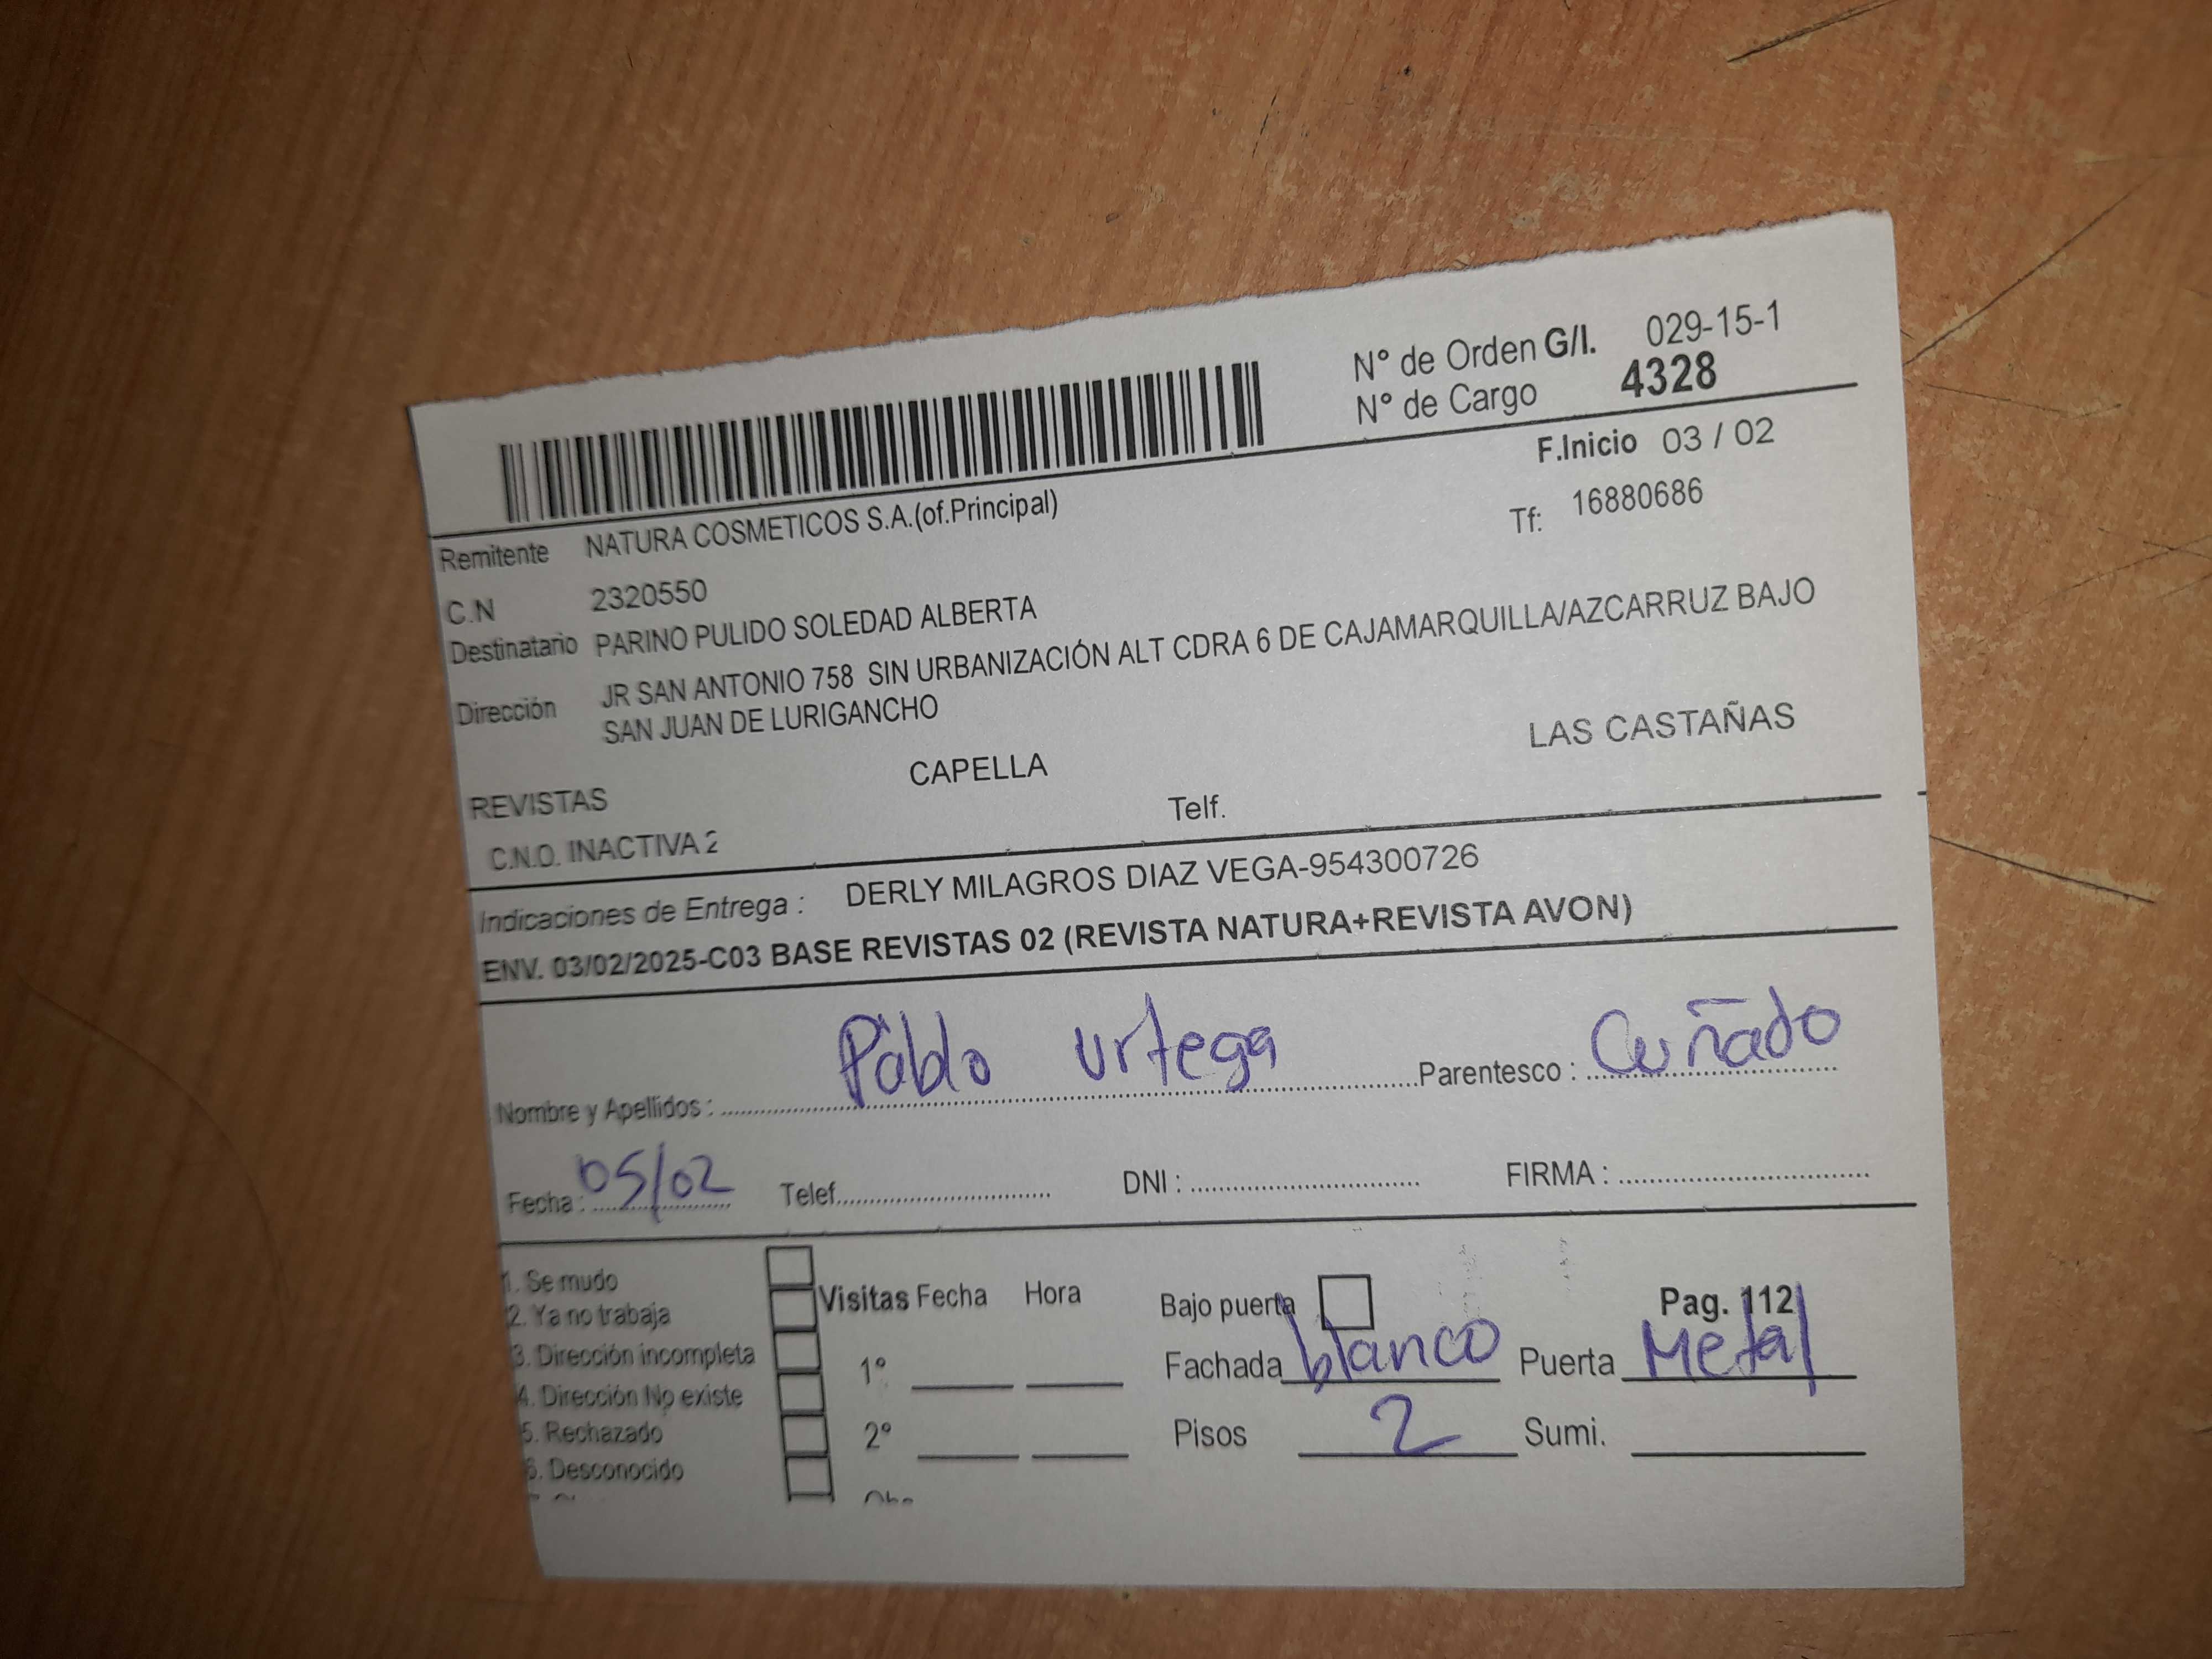 N° de Orden G/I. 029-15-1
N° de Cargo 4328
F.Inicio 03 / 02
Remitente NATURA COSMETICOS S.A.(of.Principal)
Tf: 16880686
C.N 2320550
Destinatario PARINO PULIDO SOLEDAD ALBERTA
Dirección JR SAN ANTONIO 758 SIN URBANIZACIÓN ALT CDRA 6 DE CAJAMARQUILLA/AZCARRUZ BAJO
SAN JUAN DE LURIGANCHO
REVISTAS CAPELLA LAS CASTAÑAS
C.N.O. INACTIVA 2 Telf.
Indicaciones de Entrega : DERLY MILAGROS DIAZ VEGA-954300726
ENV. 03/02/2025-C03 BASE REVISTAS 02 (REVISTA NATURA+REVISTA AVON)
Nombre y Apellidos : Pablo Urtega Parentesco : Cuñado
Fecha : 05/02 Telef. DNI : FIRMA :
1. Se mudo
2. Ya no trabaja
3. Dirección incompleta
4. Dirección No existe
5. Rechazado
6. Desconocido
Visitas Fecha Hora
1°
2°
Bajo puerta Pag. 112
Fachada blanco Puerta Metal
Pisos 2 Sumi.